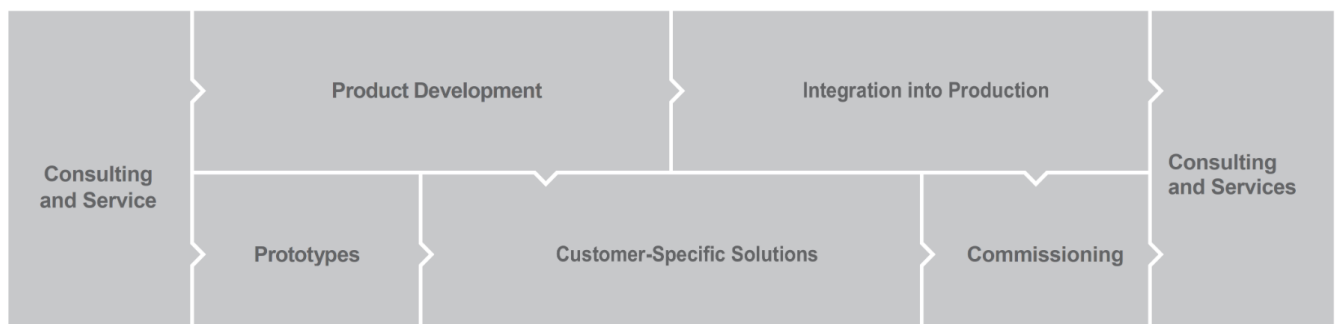 Consulting
and Service
Product Development
Integration into Production
Prototypes
Customer-Specific Solutions
Commissioning
Consulting
and Services